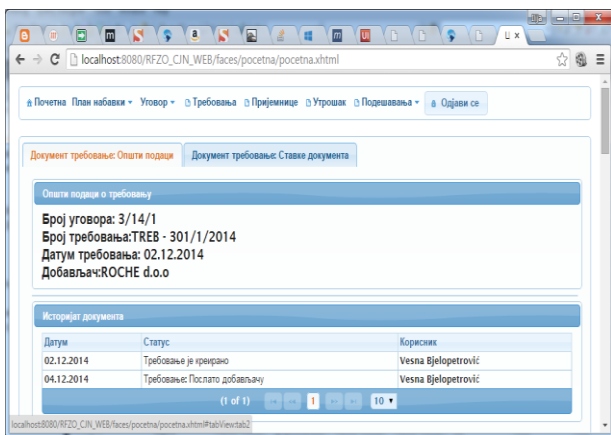 localhost:8080/RFZO_CJN_WEB/faces/pocetna/pocetna.xhtml
Почетна План набавки Уговор Требовања Пријемнице Утрошак Подешавања Одјави се
Документ требовање: Општи подаци Документ требовање: Ставке документа
Општи подаци о требовању
Број уговора: 3/14/1
Број требовања:TREB - 301/1/2014
Датум требовања: 02.12.2014
Добављач:ROCHE d.o.o
Историјат документа
Датум Статус Корисник
02.12.2014 Требовање је креирано Vesna Bjelopetrović
04.12.2014 Требовање: Послато добављачу Vesna Bjelopetrović
(1 of 1) 1 10
localhost:8080/RFZO_CJN_WEB/faces/pocetna/pocetna.xhtml#tabView:tab2